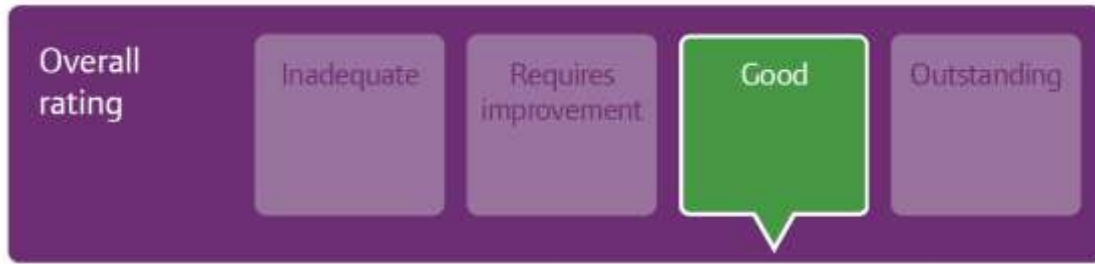 Overall
rating
Inadequate
Requires
improvement
Good
Outstanding